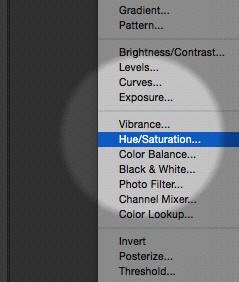 Gradient...
Pattern...
Brightness/Contrast...
Levels...
Curves...
Exposure...
Vibrance...
Hue/Saturation...
Color Balance...
Black & White...
Photo Filter...
Channel Mixer...
Color Lookup...
Invert
Posterize...
Threshold...